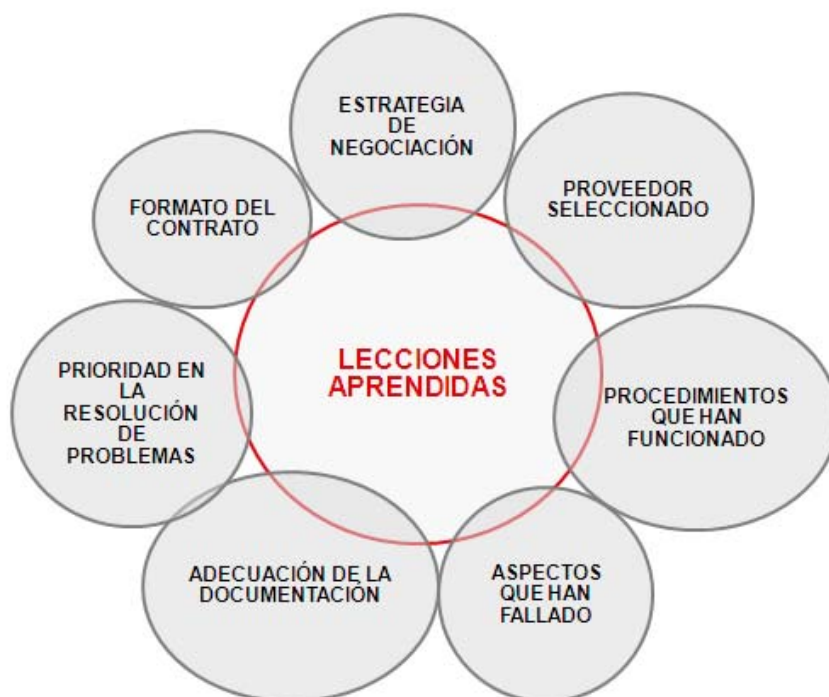 ESTRATEGIA
DE
NEGOCIACIÓN
PROVEEDOR
SELECCIONADO
PROCEDIMIENTOS
QUE HAN
FUNCIONADO
ASPECTOS
QUE HAN
FALLADO
ADECUACIÓN DE LA
DOCUMENTACIÓN
PRIORIDAD EN
LA
RESOLUCIÓN
DE
PROBLEMAS
FORMATO DEL
CONTRATO
LECCIONES
APRENDIDAS